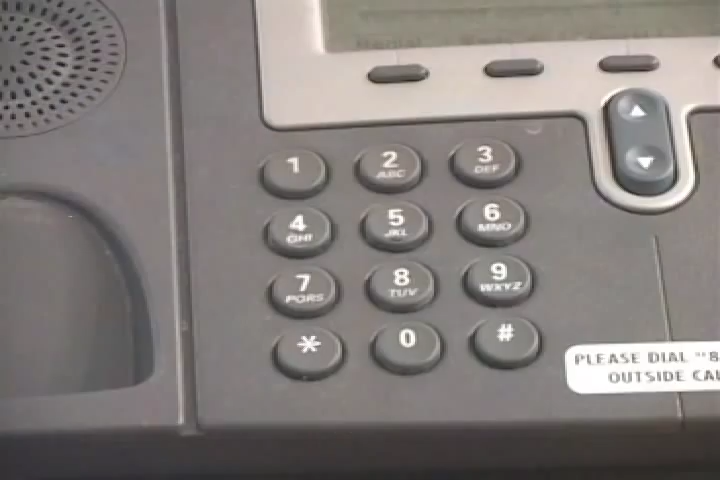 1
2
ABC
3
DEF
4
GHI
5
JKL
6
MNO
7
PQRS
8
TUV
9
WXYZ
*
0
#
PLEASE DIAL "8
OUTSIDE CAL